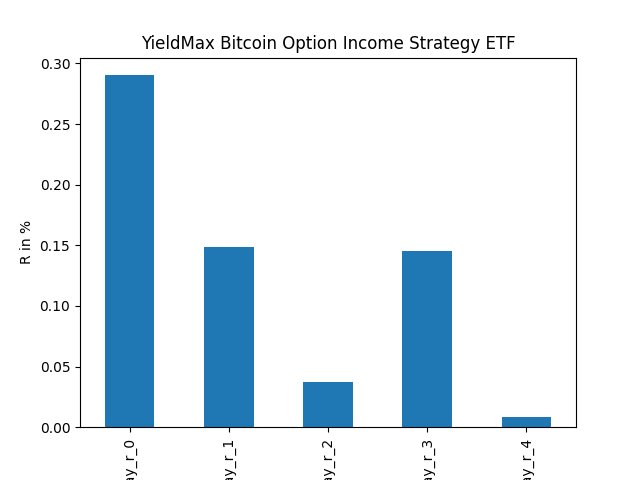 YieldMax Bitcoin Option Income Strategy ETF
R in %
0.30
0.25
0.20
0.15
0.10
0.05
0.00
ay_r_0
ay_r_1
ay_r_2
ay_r_3
ay_r_4